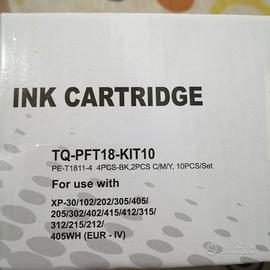 INK CARTRIDGE
TQ-PFT18-KIT10
PE-T1811-4 4PCS-BK,2PCS C/M/Y, 10PCS/Set
For use with
XP-30/102/202/305/405/
205/302/402/415/412/315/
312/215/212/
405WH (EUR - IV)